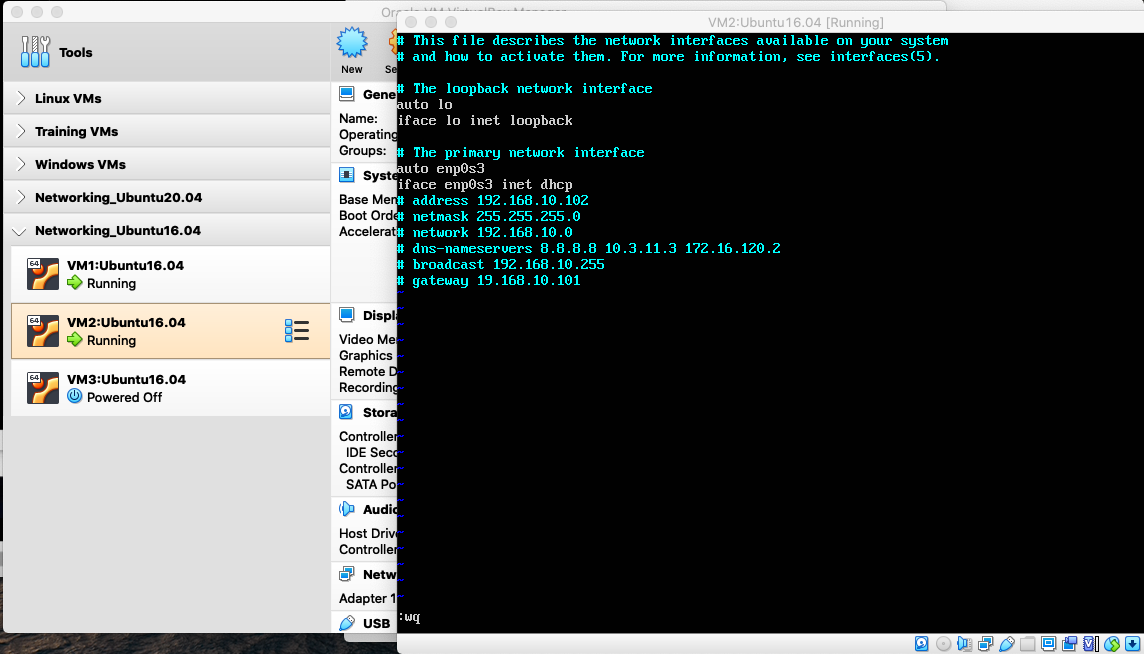 Oracle VM VirtualBox Manager
Tools
New
Se
Linux VMs
Training VMs
Windows VMs
Networking_Ubuntu20.04
Networking_Ubuntu16.04
64
VM1:Ubuntu16.04
Running
64
VM2:Ubuntu16.04
Running
64
VM3:Ubuntu16.04
Powered Off
Gene
Name:
Operating
Groups:
Syste
Base Mem
Boot Orde
Accelerat
Displa
Video Me
Graphics
Remote D
Recording
Stora
Controller
IDE Seco
Controller
SATA Po
Audio
Host Drive
Controller
Netw
Adapter 1
USB
VM2:Ubuntu16.04 [Running]
# This file describes the network interfaces available on your system
# and how to activate them. For more information, see interfaces(5).
# The loopback network interface
auto lo
iface lo inet loopback
# The primary network interface
auto enp0s3
iface enp0s3 inet dhcp
# address 192.168.10.102
# netmask 255.255.255.0
# network 192.168.10.0
# dns-nameservers 8.8.8.8 10.3.11.3 172.16.120.2
# broadcast 192.168.10.255
# gateway 19.168.10.101
:wq